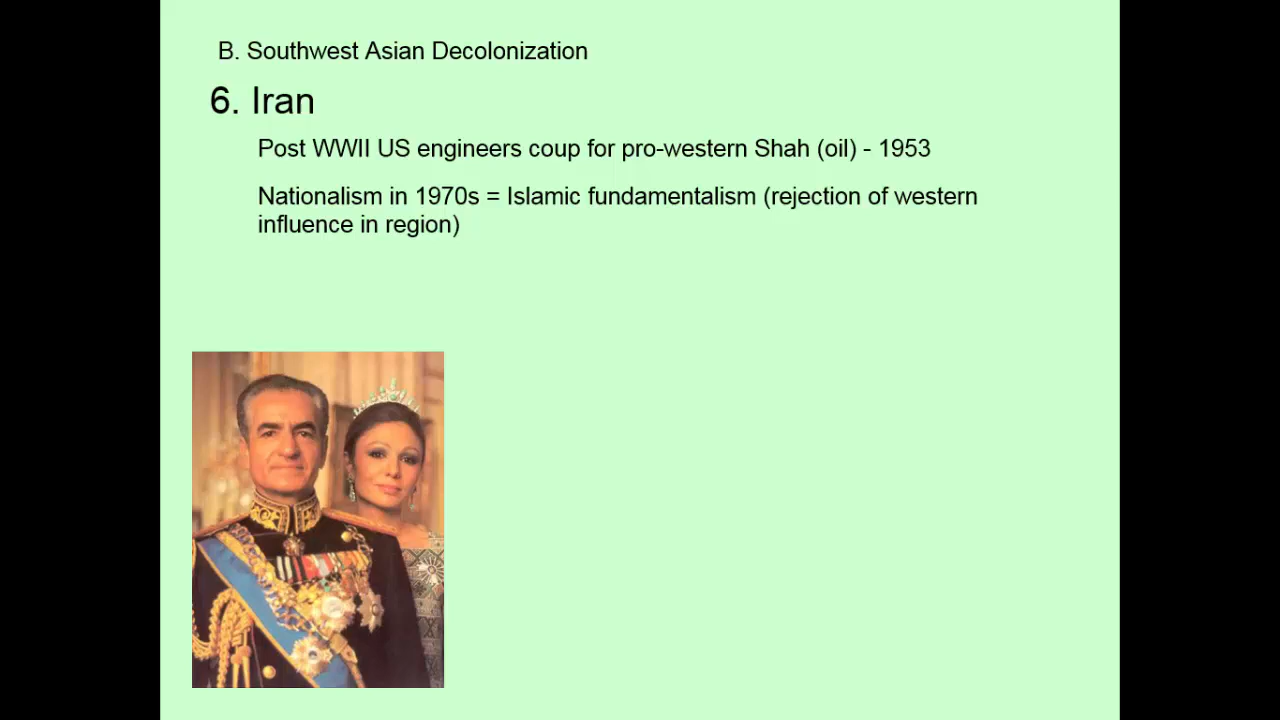 B. Southwest Asian Decolonization
6. Iran
Post WWII US engineers coup for pro-western Shah (oil) - 1953
Nationalism in 1970s = Islamic fundamentalism (rejection of western
influence in region)